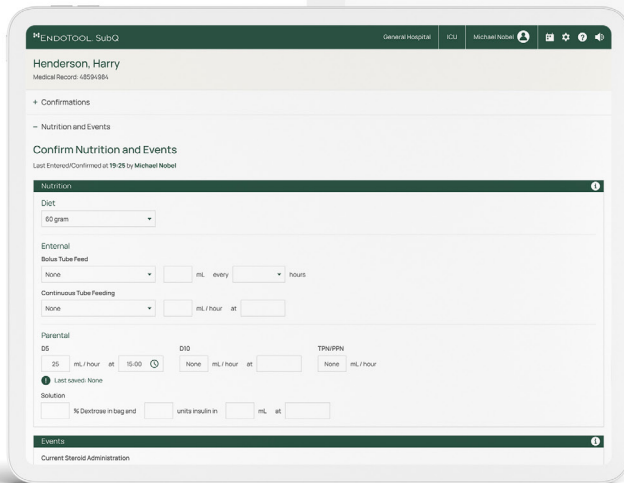 ENDOTOOL. SubQ General Hospital ICU Michael Nobel
Henderson, Harry
Medical Record: 48594984
+ Confirmations
– Nutrition and Events
Confirm Nutrition and Events
Last Entered/Confirmed at 19-25 by Michael Nobel
Nutrition
Diet
60 gram
Enternal
Bolus Tube Feed
None mL every hours
Continuous Tube Feeding
None mL/hour at
Parental
D5 D10 TPN/PPN
25 mL/hour at 15:00 None mL/hour at None mL/hour
Last saved: None
Solution
% Dextrose in bag and units insulin in mL at
Events
Current Steroid Administration